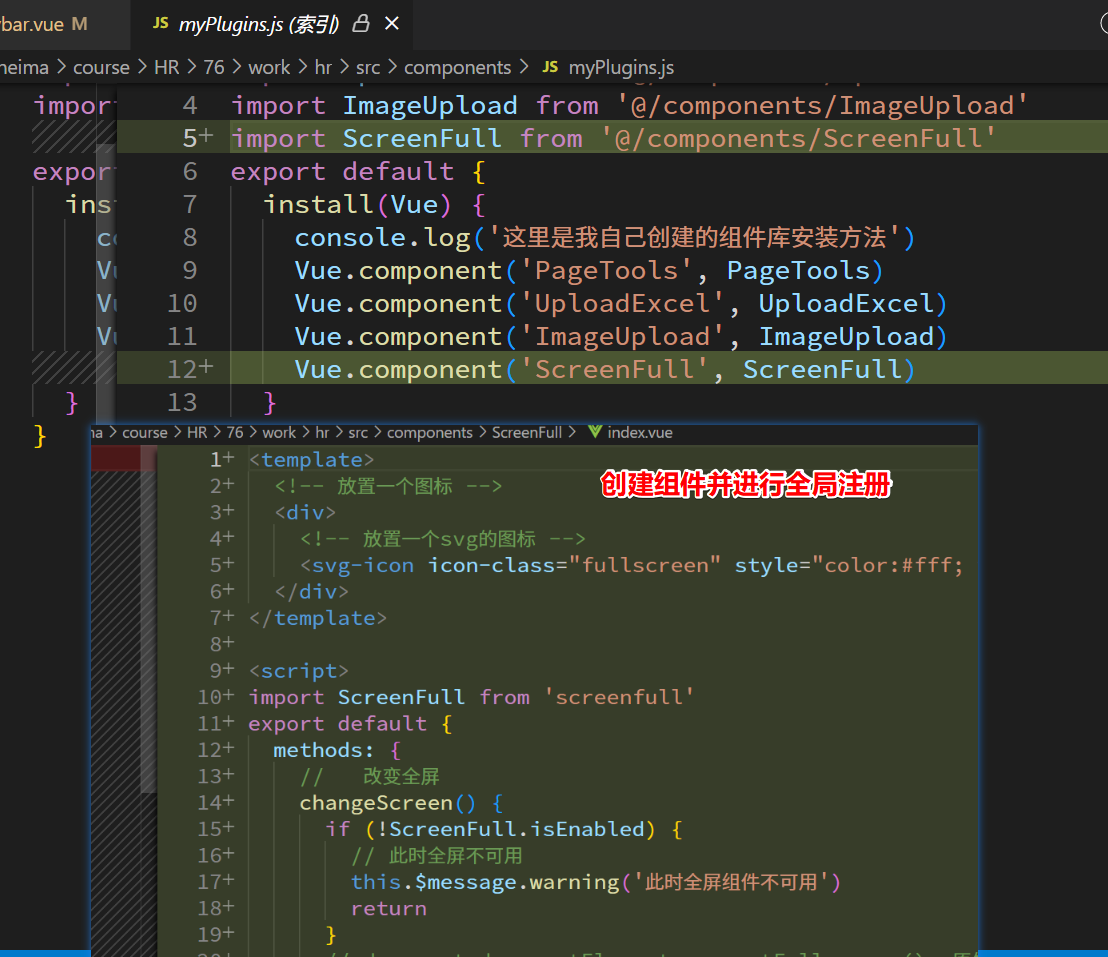 bar.vue M
JS myPlugins.js (索引)
heima > course > HR > 76 > work > hr > src > components > JS myPlugins.js
impor
4 import ImageUpload from '@/components/ImageUpload'
5+ import ScreenFull from '@/components/ScreenFull'
expor
6 export default {
ins
7 install(Vue) {
co
8 console.log('这里是我自己创建的组件库安装方法')
Vu
9 Vue.component('PageTools', PageTools)
Vu
10 Vue.component('UploadExcel', UploadExcel)
Vu
11 Vue.component('ImageUpload', ImageUpload)
12+ Vue.component('ScreenFull', ScreenFull)
}
13 }
}
ma > course > HR > 76 > work > hr > src > components > ScreenFull > index.vue
1+ <template>
创建组件并进行全局注册
2+ <!-- 放置一个图标 -->
3+ <div>
4+ <!-- 放置一个svg的图标 -->
5+ <svg-icon icon-class="fullscreen" style="color:#fff;
6+ </div>
7+ </template>
8+
9+ <script>
10+ import ScreenFull from 'screenfull'
11+ export default {
12+ methods: {
13+ // 改变全屏
14+ changeScreen() {
15+ if (!ScreenFull.isEnabled) {
16+ // 此时全屏不可用
17+ this.$message.warning('此时全屏组件不可用')
18+ return
19+ }